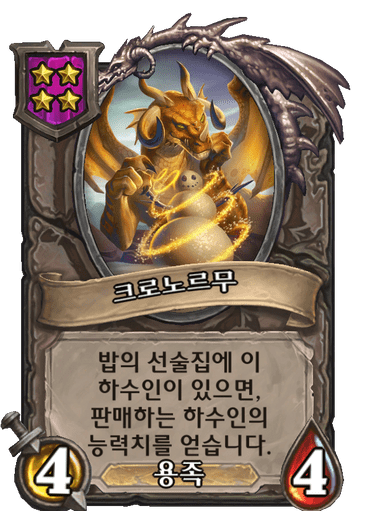 크로노르무
밥의 선술집에 이
하수인이 있으면,
판매하는 하수인의
능력치를 얻습니다.
4
용족
4